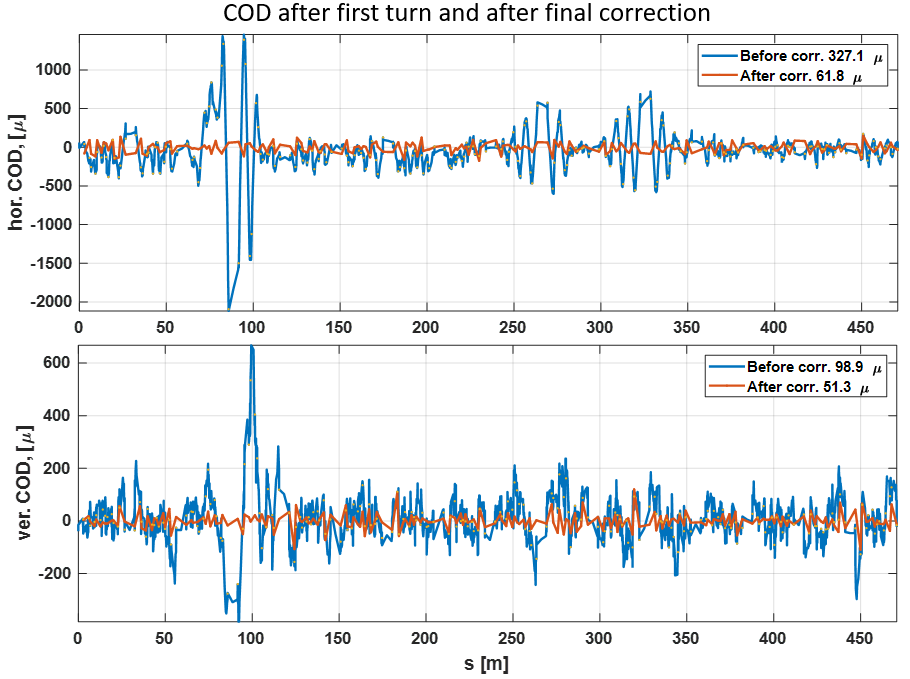 COD after first turn and after final correction
hor. COD, [μ]
1000
500
0
-500
-1000
-1500
-2000
Before corr. 327.1 μ
After corr. 61.8 μ
0 50 100 150 200 250 300 350 400 450
ver. COD, [μ]
600
400
200
0
-200
Before corr. 98.9 μ
After corr. 51.3 μ
0 50 100 150 200 250 300 350 400 450
s [m]